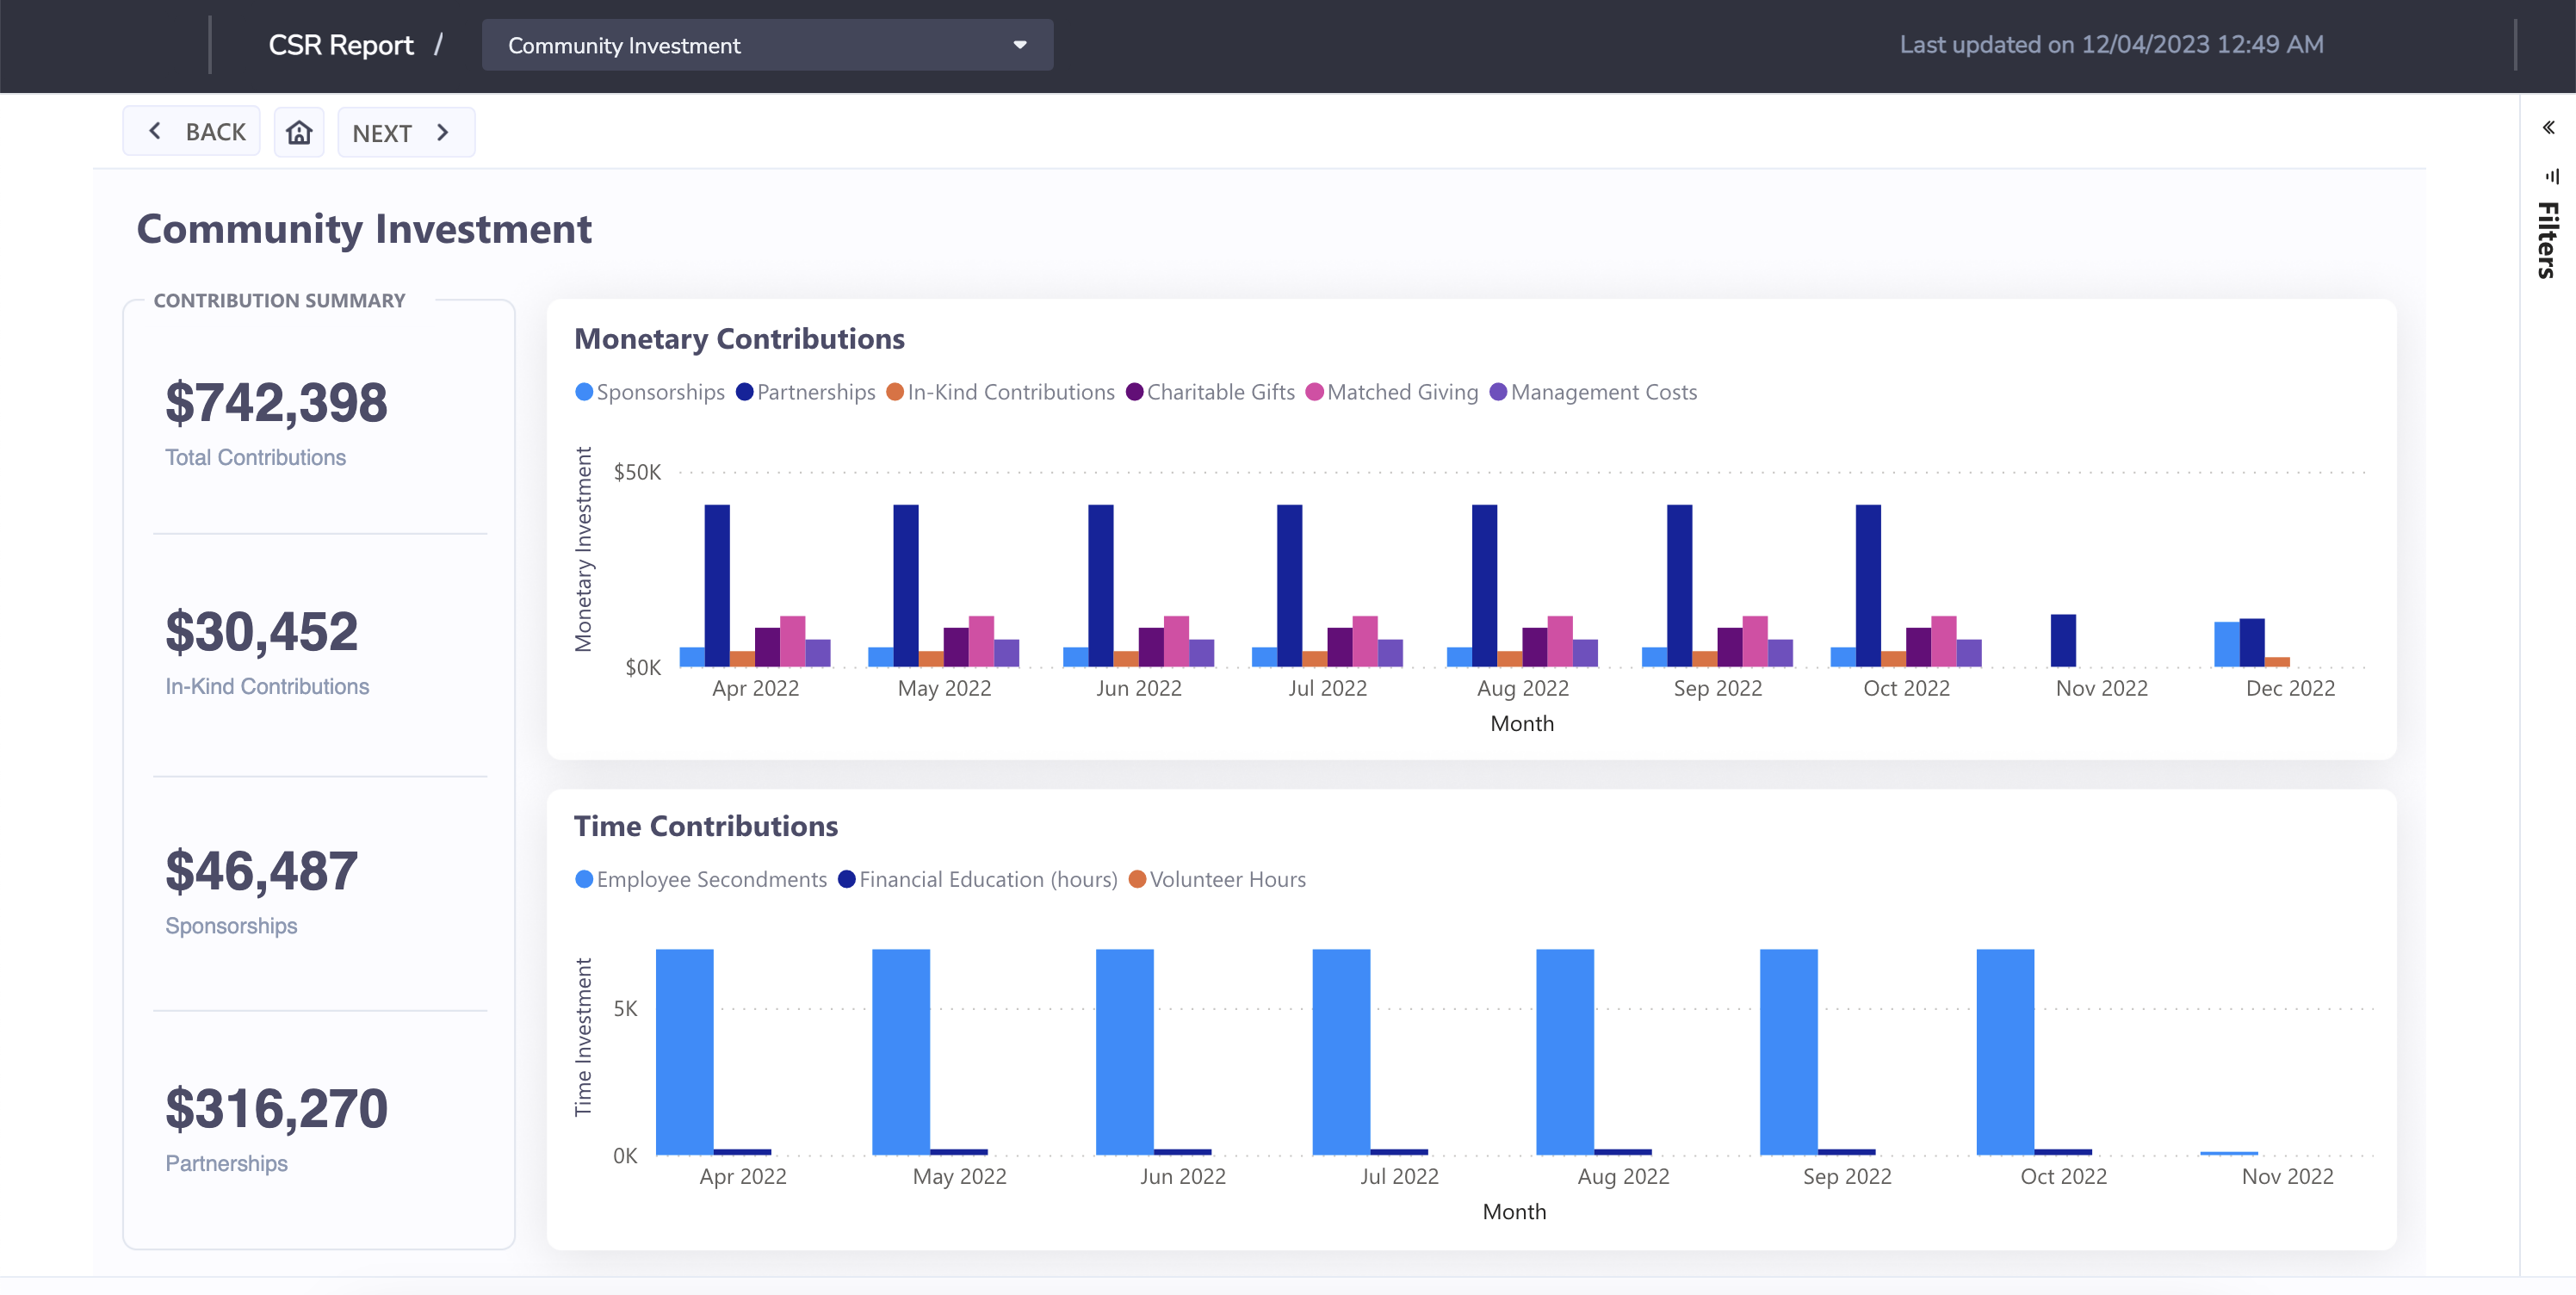 CSR Report /
Community Investment
Last updated on 12/04/2023 12:49 AM
BACK
NEXT
Filters
Community Investment
CONTRIBUTION SUMMARY
$742,398
Total Contributions
$30,452
In-Kind Contributions
$46,487
Sponsorships
$316,270
Partnerships
Monetary Contributions
Sponsorships Partnerships In-Kind Contributions Charitable Gifts Matched Giving Management Costs
Monetary Investment
$50K
$0K
Apr 2022 May 2022 Jun 2022 Jul 2022 Aug 2022 Sep 2022 Oct 2022 Nov 2022 Dec 2022
Month
Time Contributions
Employee Secondments Financial Education (hours) Volunteer Hours
Time Investment
5K
0K
Apr 2022 May 2022 Jun 2022 Jul 2022 Aug 2022 Sep 2022 Oct 2022 Nov 2022
Month